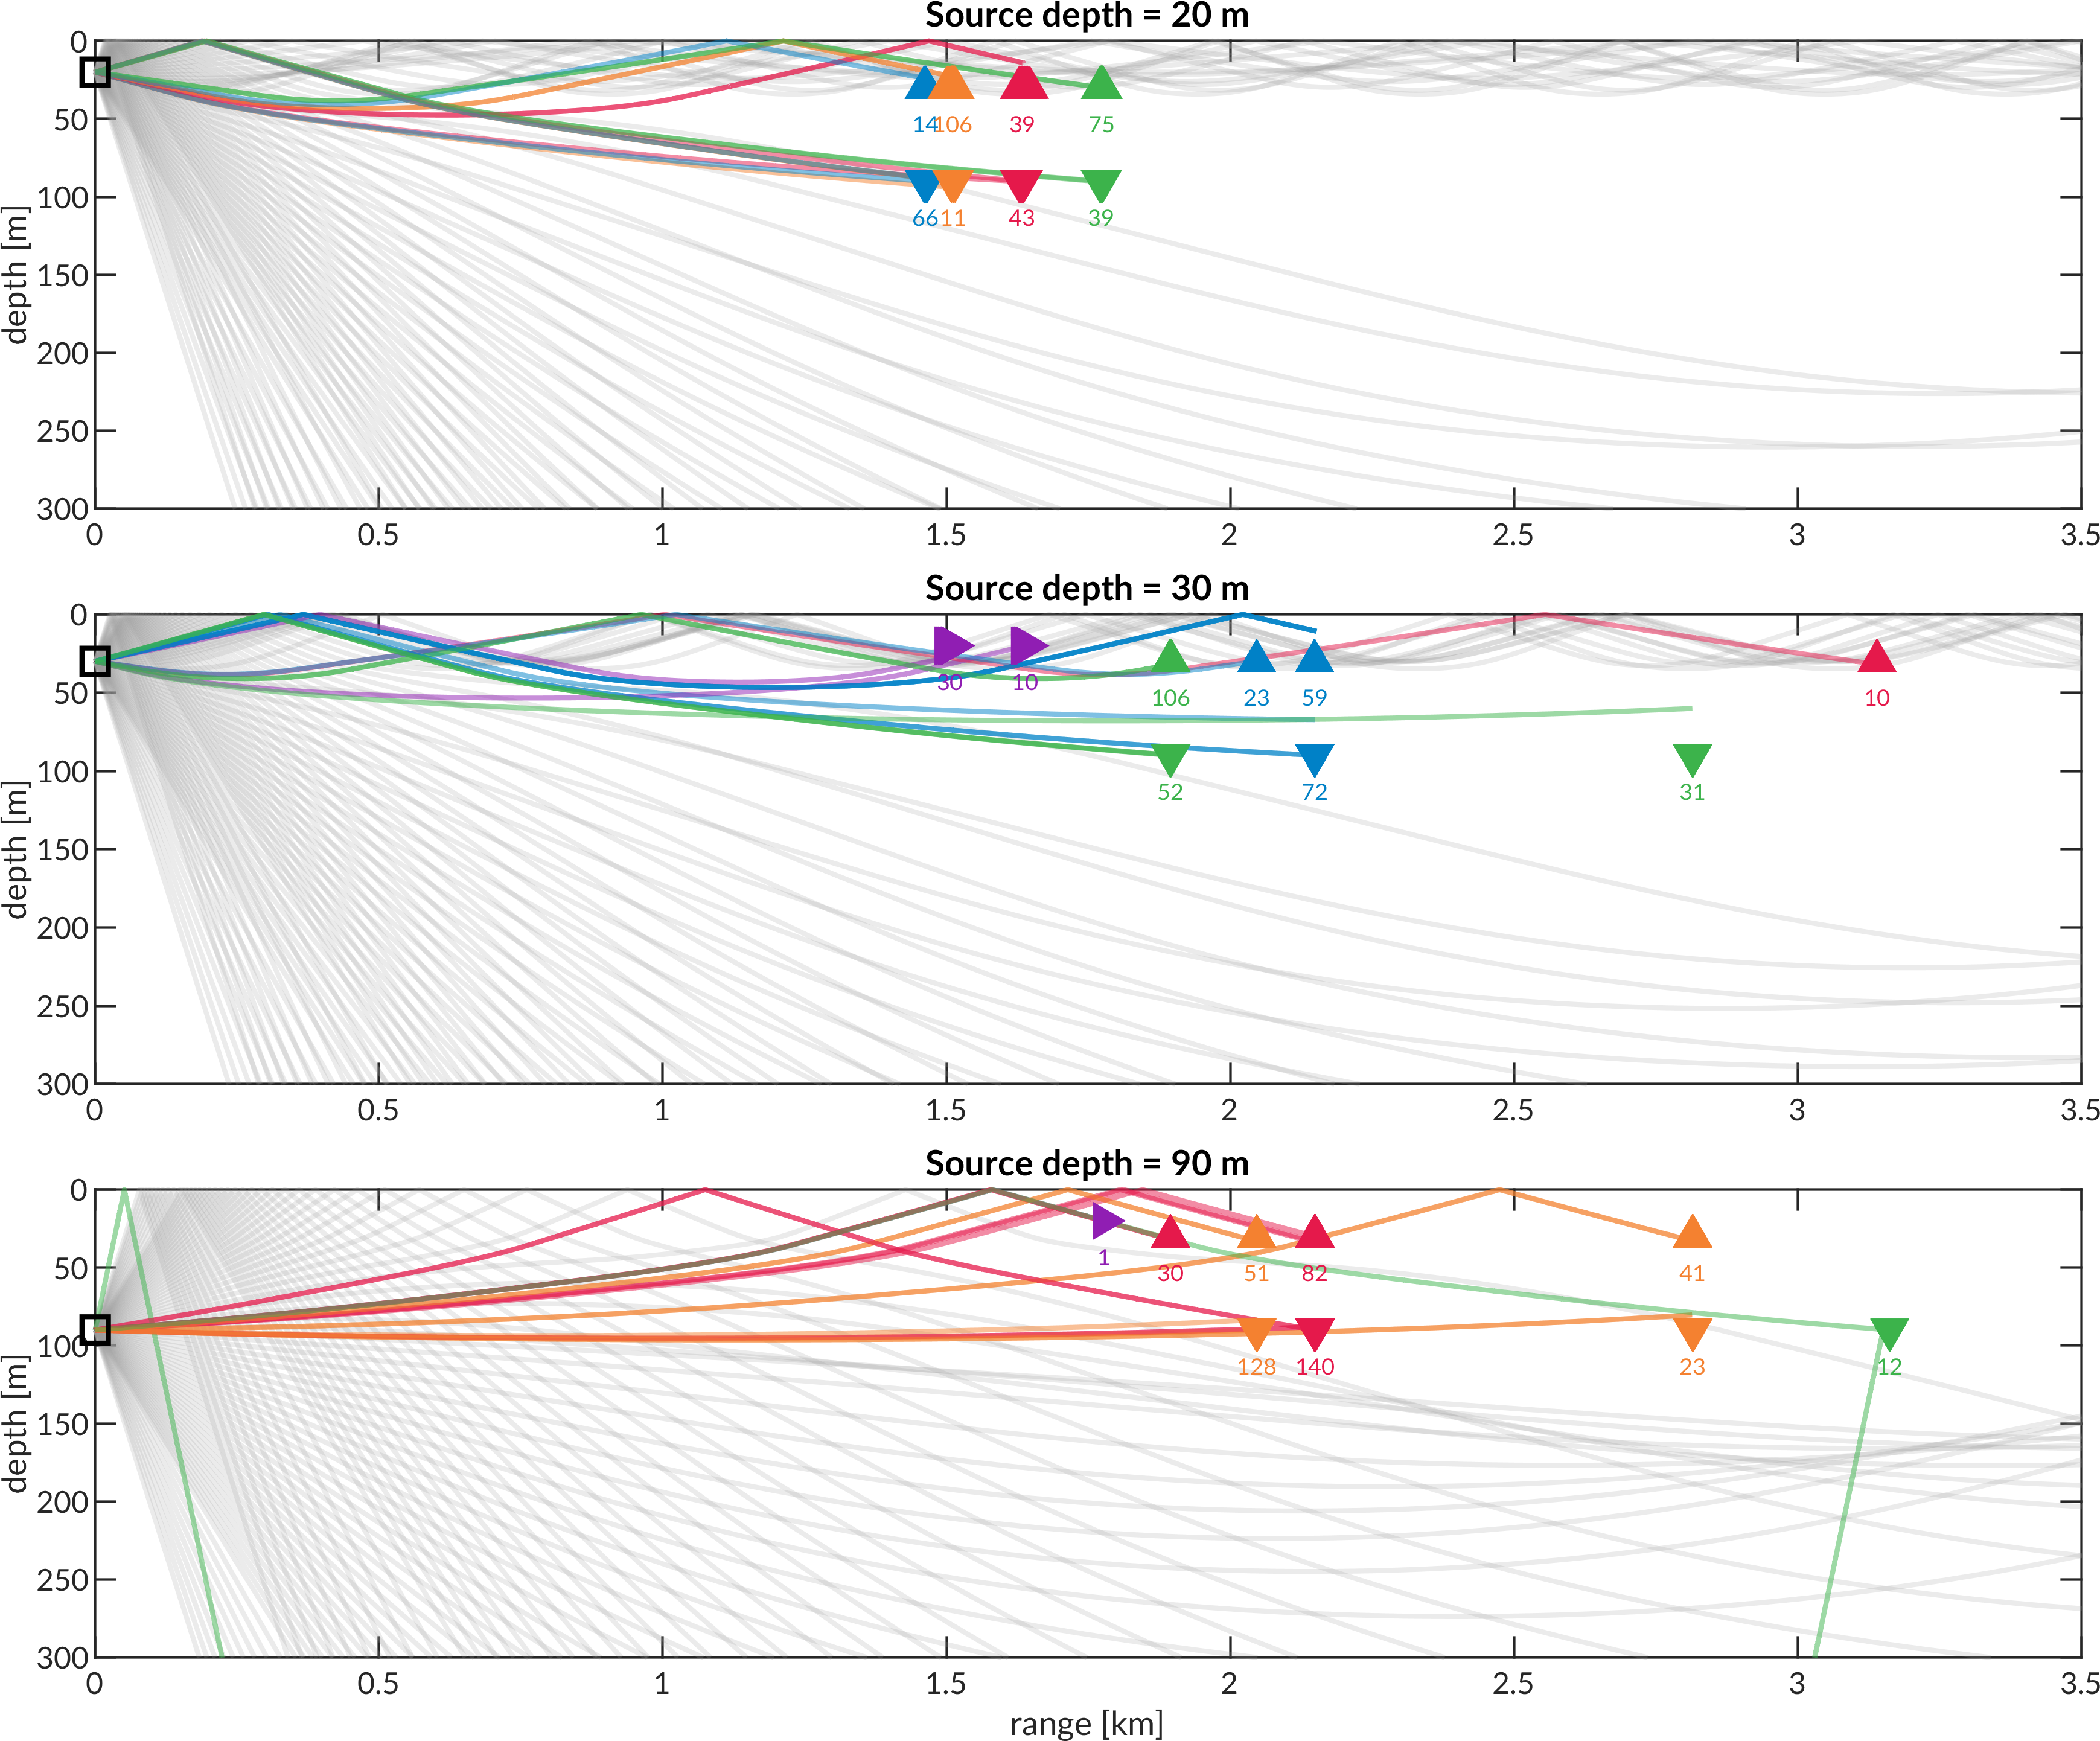 Source depth = 20 m
0
50
100
150
200
250
300
depth [m]
14 106 39 75
66 11 43 39
0 0.5 1 1.5 2 2.5 3 3.5
Source depth = 30 m
0
50
100
150
200
250
300
depth [m]
30 10 106 23 59 10
52 72 31
0 0.5 1 1.5 2 2.5 3 3.5
Source depth = 90 m
0
50
100
150
200
250
300
depth [m]
1 30 51 82 41
128 140 23 12
0 0.5 1 1.5 2 2.5 3 3.5
range [km]